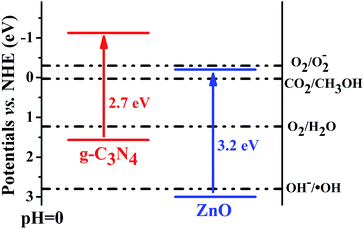 Potentials vs. NHE (eV)
-1
0
1
2
3
pH=0
2.7 eV
g-C3N4
3.2 eV
ZnO
O2/O2-
CO2/CH3OH
O2/H2O
OH-/•OH